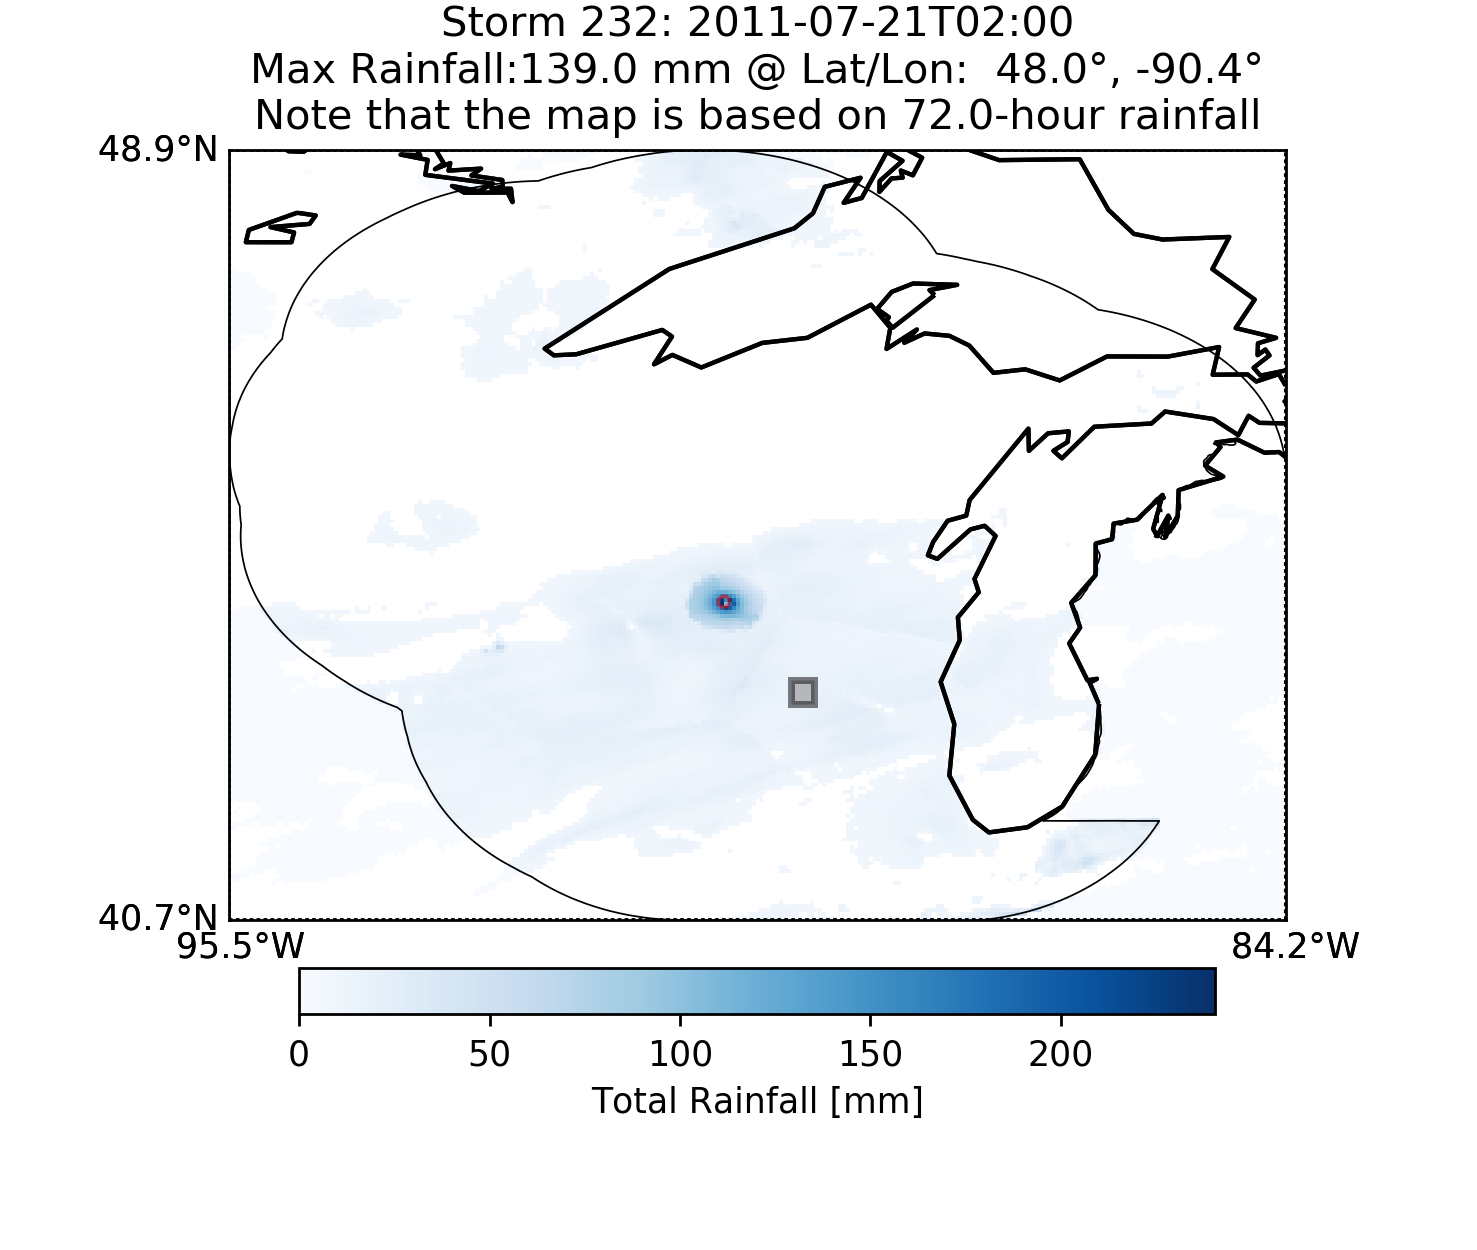 Storm 232: 2011-07-21T02:00
Max Rainfall:139.0 mm @ Lat/Lon:  48.0°, -90.4°
Note that the map is based on 72.0-hour rainfall
48.9°N
40.7°N
95.5°W 84.2°W
0 50 100 150 200
Total Rainfall [mm]